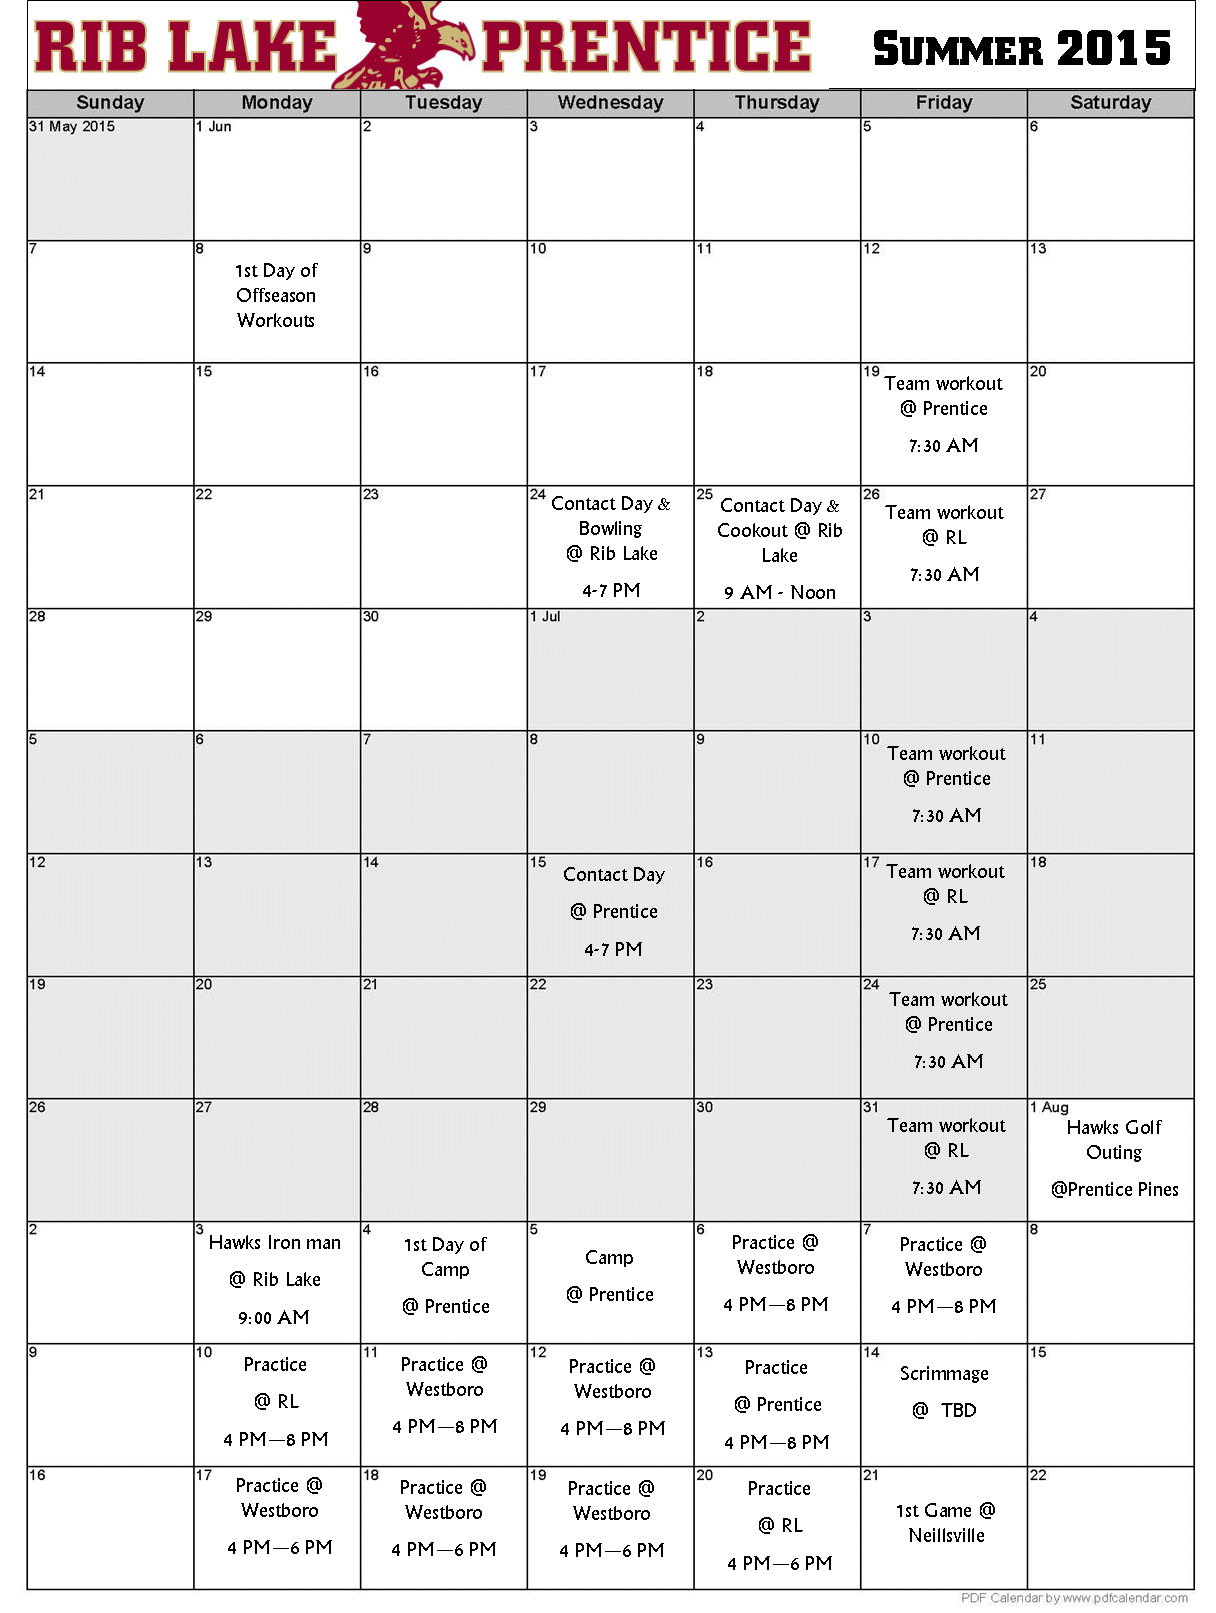 RIB LAKE PRENTICE SUMMER 2015
Sunday Monday Tuesday Wednesday Thursday Friday Saturday
31 May 2015 1 Jun 2 3 4 5 6
7 8 9 10 11 12 13
1st Day of
Offseason
Workouts
14 15 16 17 18 19 20
Team workout
@ Prentice
7:30 AM
21 22 23 24 25 26 27
Contact Day &
Bowling
@ Rib Lake
4-7 PM
Contact Day &
Cookout @ Rib
Lake
9 AM - Noon
Team workout
@ RL
7:30 AM
28 29 30 1 Jul 2 3 4
5 6 7 8 9 10 11
Team workout
@ Prentice
7:30 AM
12 13 14 15 16 17 18
Contact Day
@ Prentice
4-7 PM
Team workout
@ RL
7:30 AM
19 20 21 22 23 24 25
Team workout
@ Prentice
7:30 AM
26 27 28 29 30 31 1 Aug
Team workout
@ RL
7:30 AM
Hawks Golf
Outing
@Prentice Pines
2 3 4 5 6 7 8
Hawks Iron man
@ Rib Lake
9:00 AM
1st Day of
Camp
@ Prentice
Camp
@ Prentice
Practice @
Westboro
4 PM—8 PM
Practice @
Westboro
4 PM—8 PM
9 10 11 12 13 14 15
Practice
@ RL
4 PM—8 PM
Practice @
Westboro
4 PM—8 PM
Practice @
Westboro
4 PM—8 PM
Practice
@ Prentice
4 PM—8 PM
Scrimmage
@ TBD
16 17 18 19 20 21 22
Practice @
Westboro
4 PM—6 PM
Practice @
Westboro
4 PM—6 PM
Practice @
Westboro
4 PM—6 PM
Practice
@ RL
4 PM—6 PM
1st Game @
Neillsville
PDF Calendar by www.pdfcalendar.com